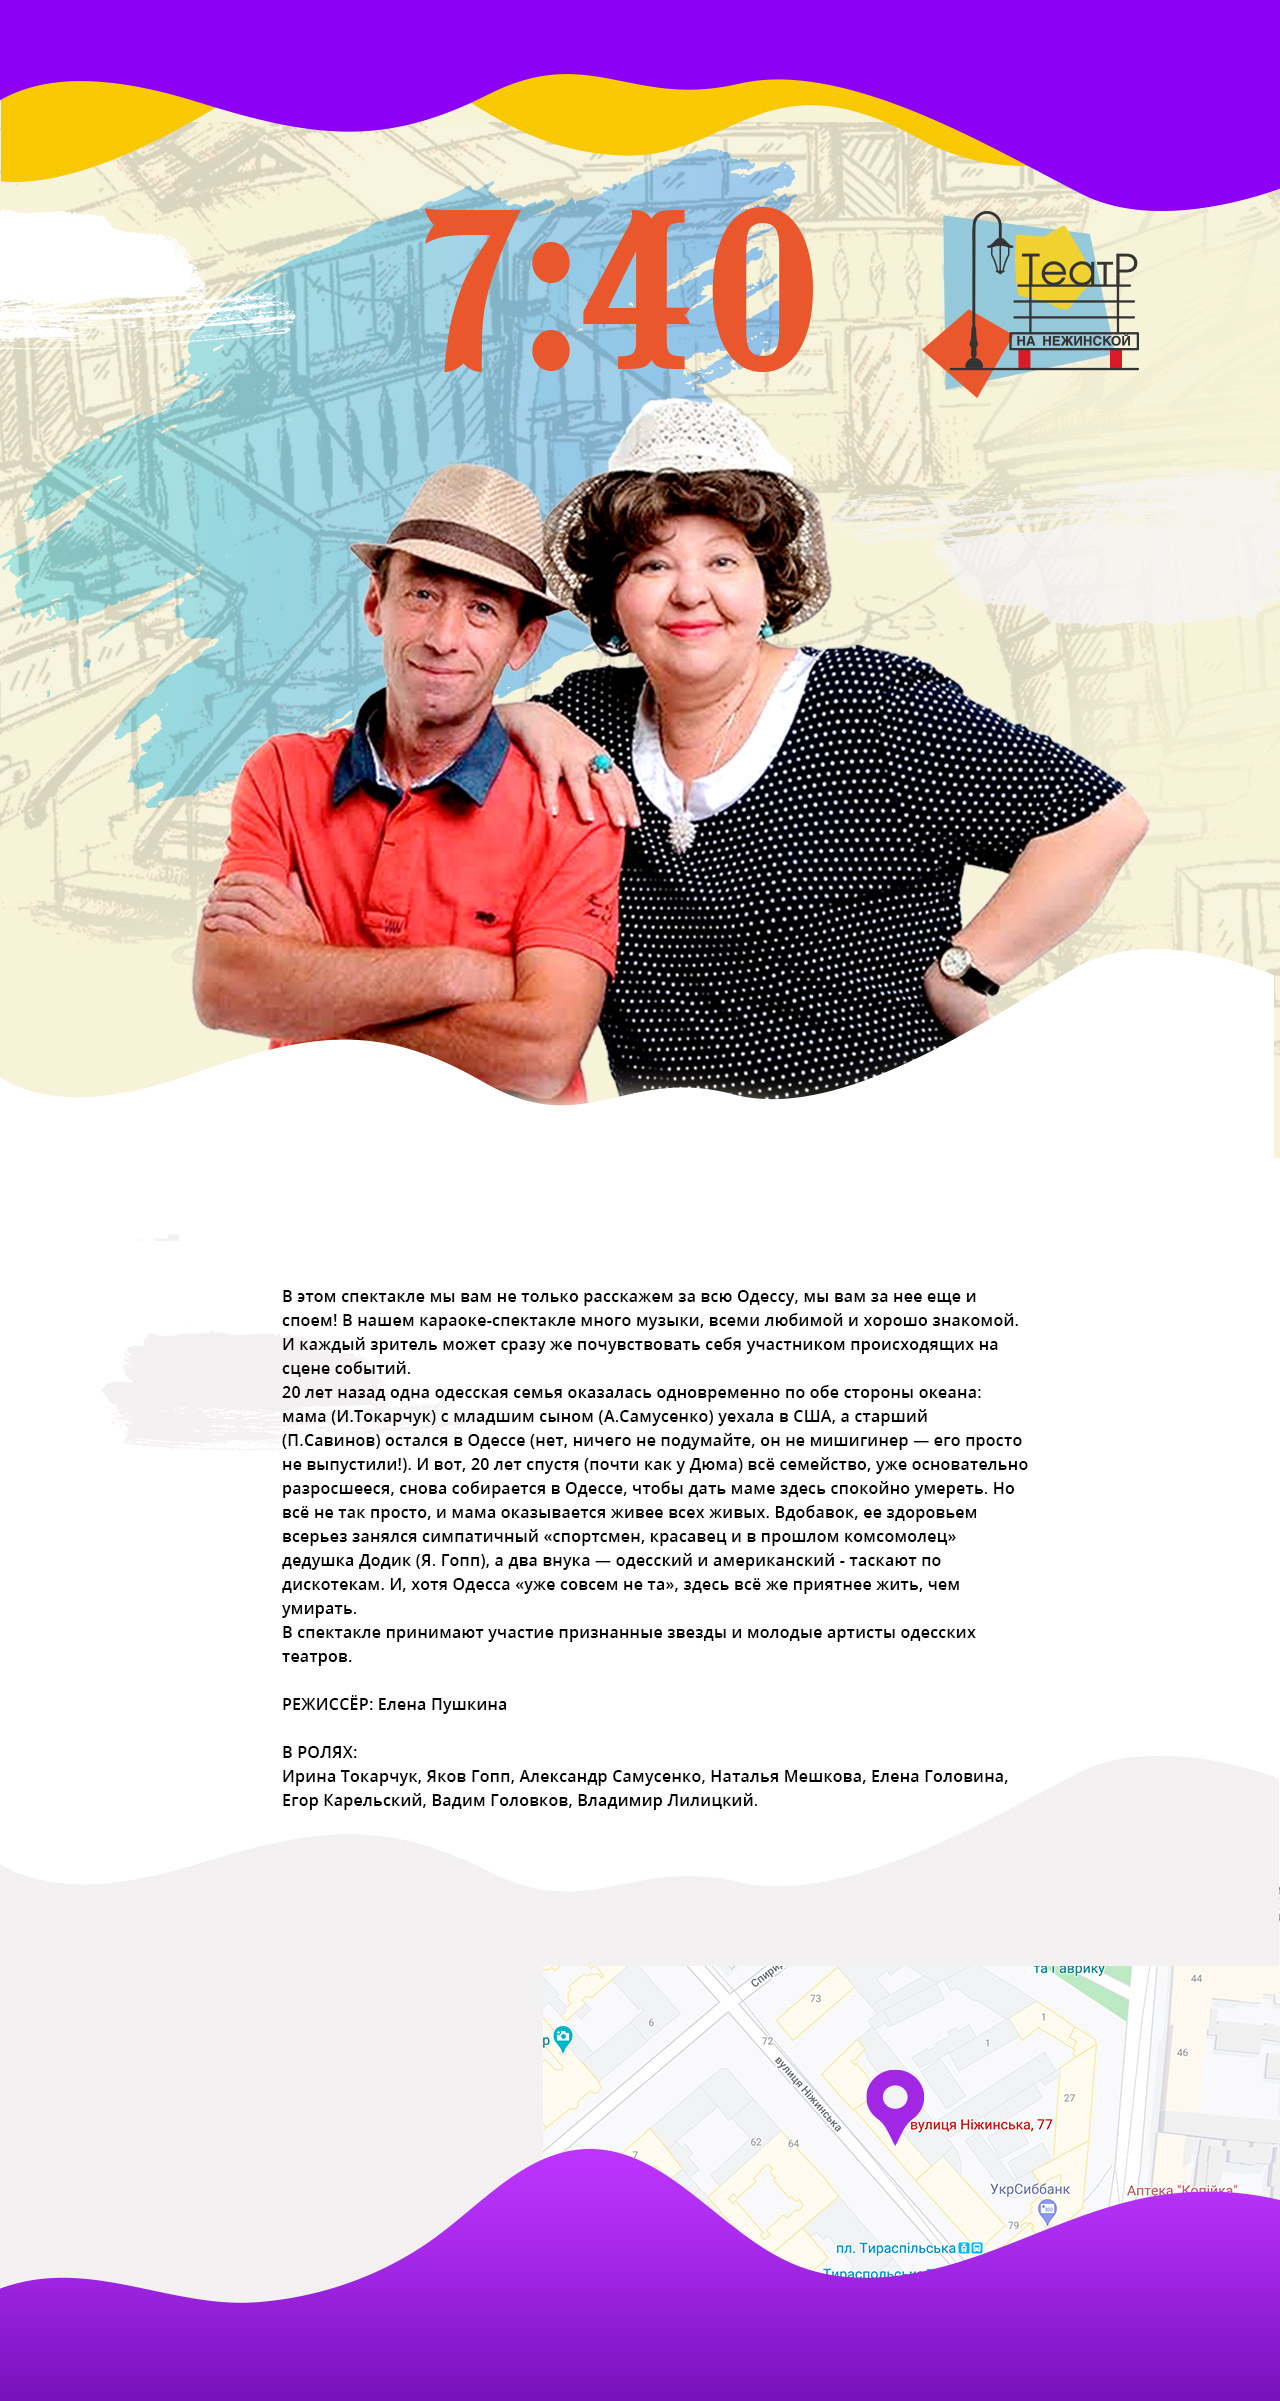 7:40
ТеатР
НА НЕЖИНСКОЙ
В этом спектакле мы вам не только расскажем за всю Одессу, мы вам за нее еще и
споем! В нашем караоке-спектакле много музыки, всеми любимой и хорошо знакомой.
И каждый зритель может сразу же почувствовать себя участником происходящих на
сцене событий.
20 лет назад одна одесская семья оказалась одновременно по обе стороны океана:
мама (И.Токарчук) с младшим сыном (А.Самусенко) уехала в США, а старший
(П.Савинов) остался в Одессе (нет, ничего не подумайте, он не мишигинер — его просто
не выпустили!). И вот, 20 лет спустя (почти как у Дюма) всё семейство, уже основательно
разросшееся, снова собирается в Одессе, чтобы дать маме здесь спокойно умереть. Но
всё не так просто, и мама оказывается живее всех живых. Вдобавок, ее здоровьем
всерьез занялся симпатичный «спортсмен, красавец и в прошлом комсомолец»
дедушка Додик (Я. Гопп), а два внука — одесский и американский - таскают по
дискотекам. И, хотя Одесса «уже совсем не та», здесь всё же приятнее жить, чем
умирать.
В спектакле принимают участие признанные звезды и молодые артисты одесских
театров.
РЕЖИССЁР: Елена Пушкина
В РОЛЯХ:
Ирина Токарчук, Яков Гопп, Александр Самусенко, Наталья Мешкова, Елена Головина,
Егор Карельский, Вадим Головков, Владимир Лилицкий.
та Гаврику
44
73
6
1
1
72
р
46
вулиця Ніжинська
27
вулиця Ніжинська, 77
62
64
7
УкрСиббанк
Аптека "Копійка"
79
пл. Тираспільська